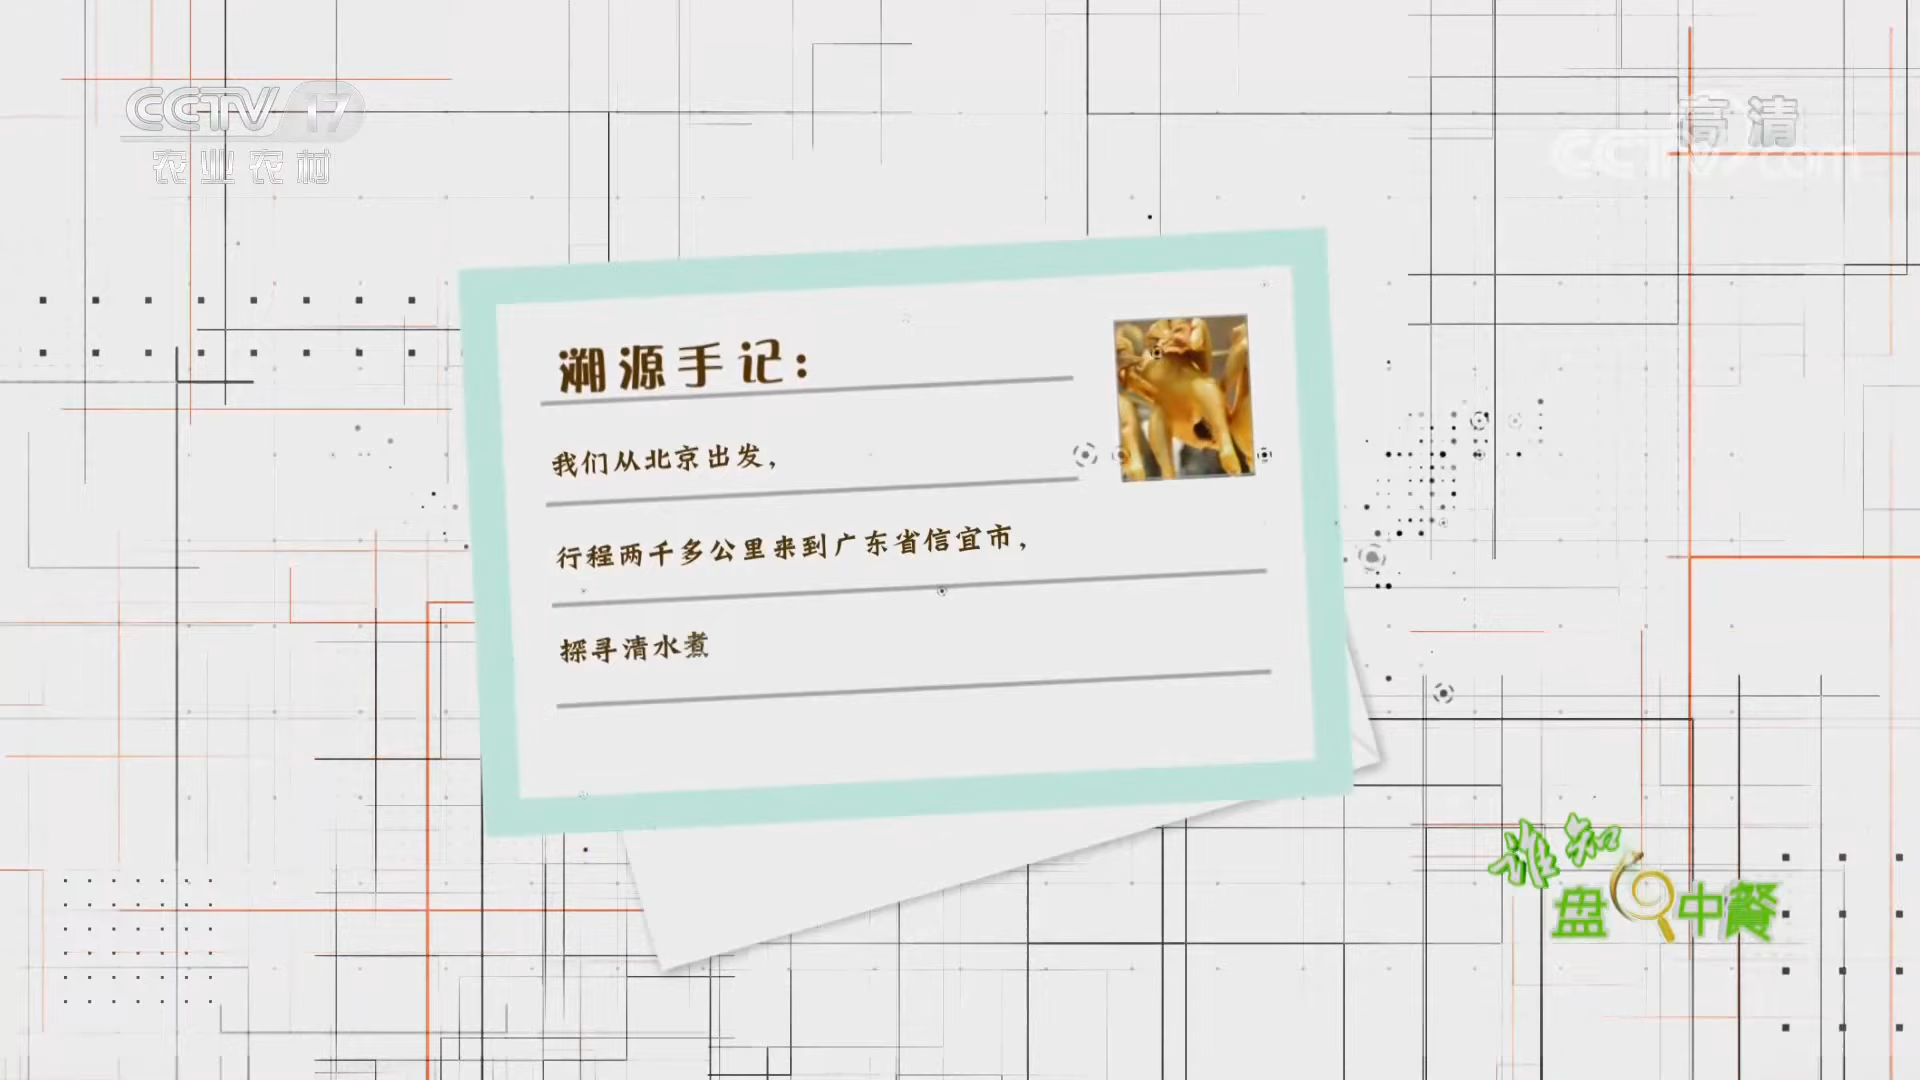 CCTV 17
农业农村
高清
CCTV.com
溯源手记:
我们从北京出发,
行程两千多公里来到广东省信宜市,
探寻清水煮
谁知
盘中餐